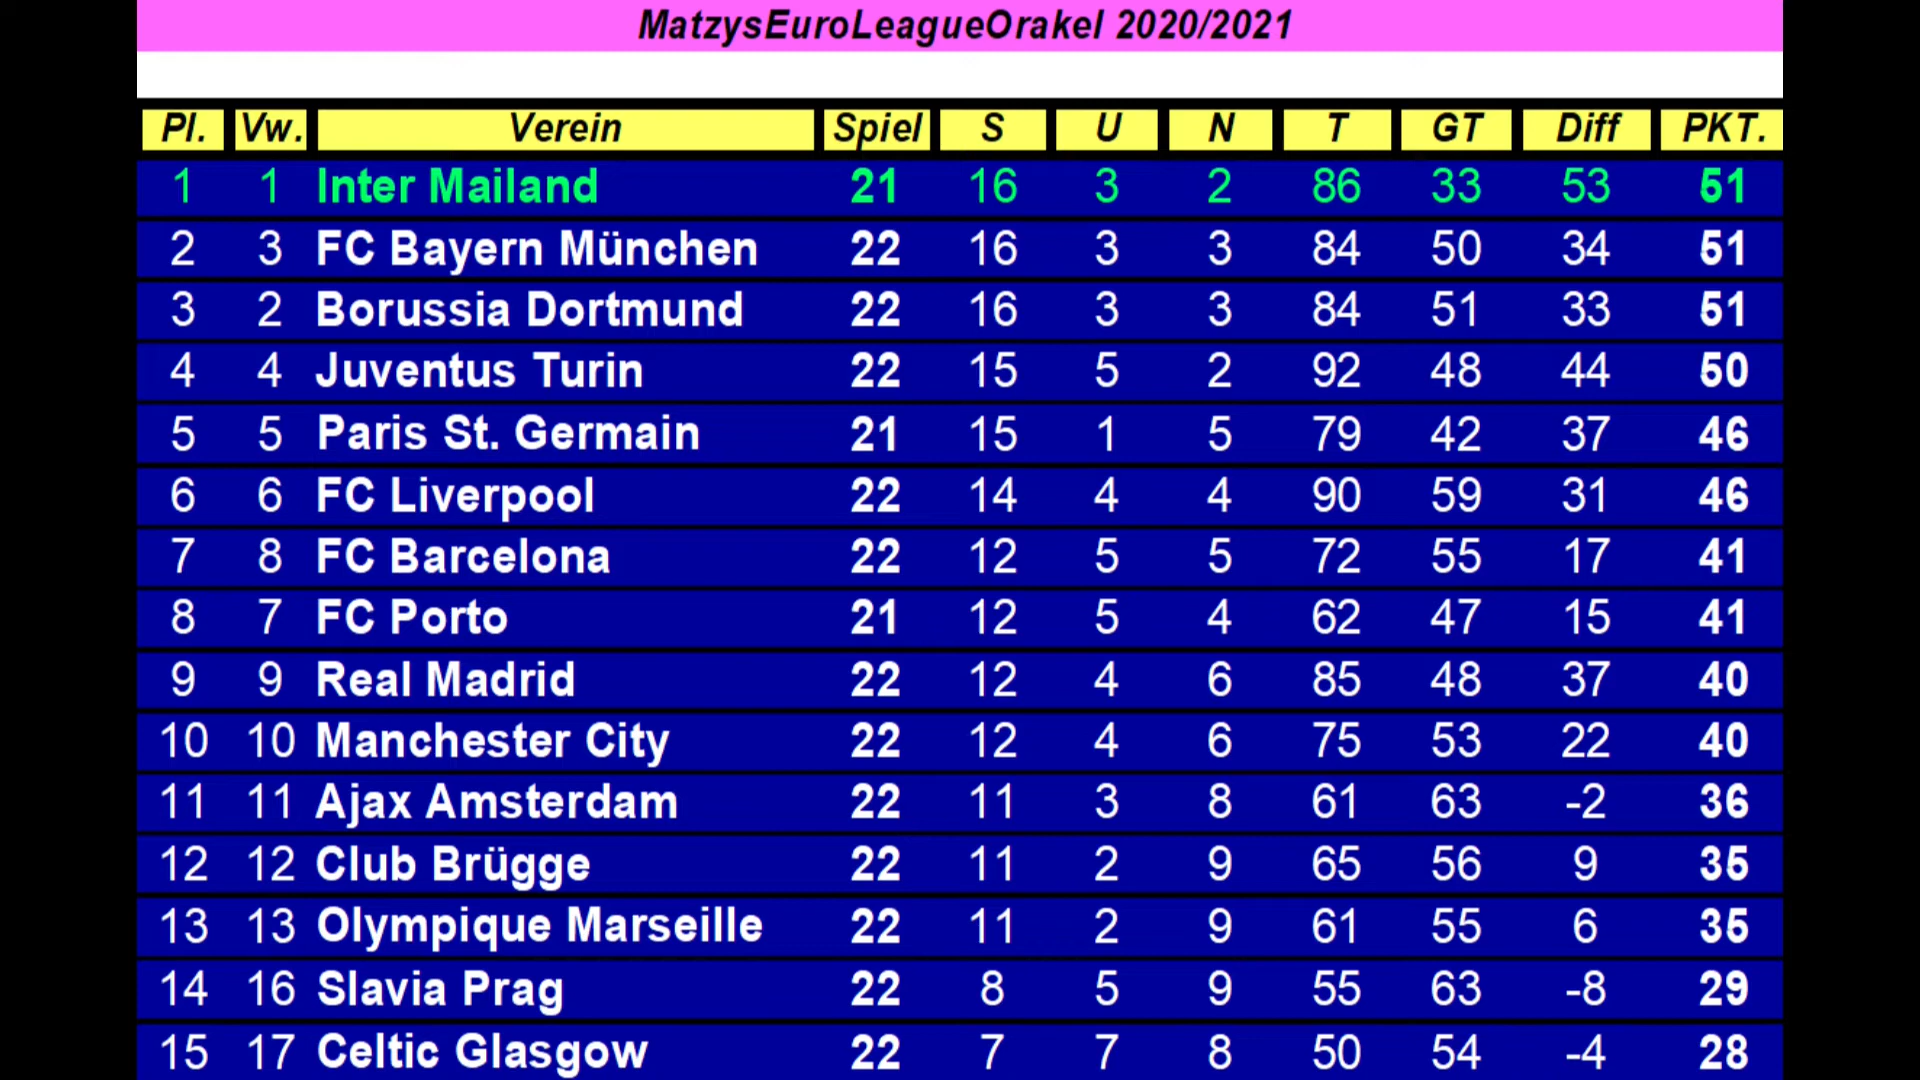 MatzysEuroLeagueOrakel 2020/2021
Pl. Vw. Verein Spiel S U N T GT Diff PKT.
1 1 Inter Mailand 21 16 3 2 86 33 53 51
2 3 FC Bayern München 22 16 3 3 84 50 34 51
3 2 Borussia Dortmund 22 16 3 3 84 51 33 51
4 4 Juventus Turin 22 15 5 2 92 48 44 50
5 5 Paris St. Germain 21 15 1 5 79 42 37 46
6 6 FC Liverpool 22 14 4 4 90 59 31 46
7 8 FC Barcelona 22 12 5 5 72 55 17 41
8 7 FC Porto 21 12 5 4 62 47 15 41
9 9 Real Madrid 22 12 4 6 85 48 37 40
10 10 Manchester City 22 12 4 6 75 53 22 40
11 11 Ajax Amsterdam 22 11 3 8 61 63 -2 36
12 12 Club Brügge 22 11 2 9 65 56 9 35
13 13 Olympique Marseille 22 11 2 9 61 55 6 35
14 16 Slavia Prag 22 8 5 9 55 63 -8 29
15 17 Celtic Glasgow 22 7 7 8 50 54 -4 28